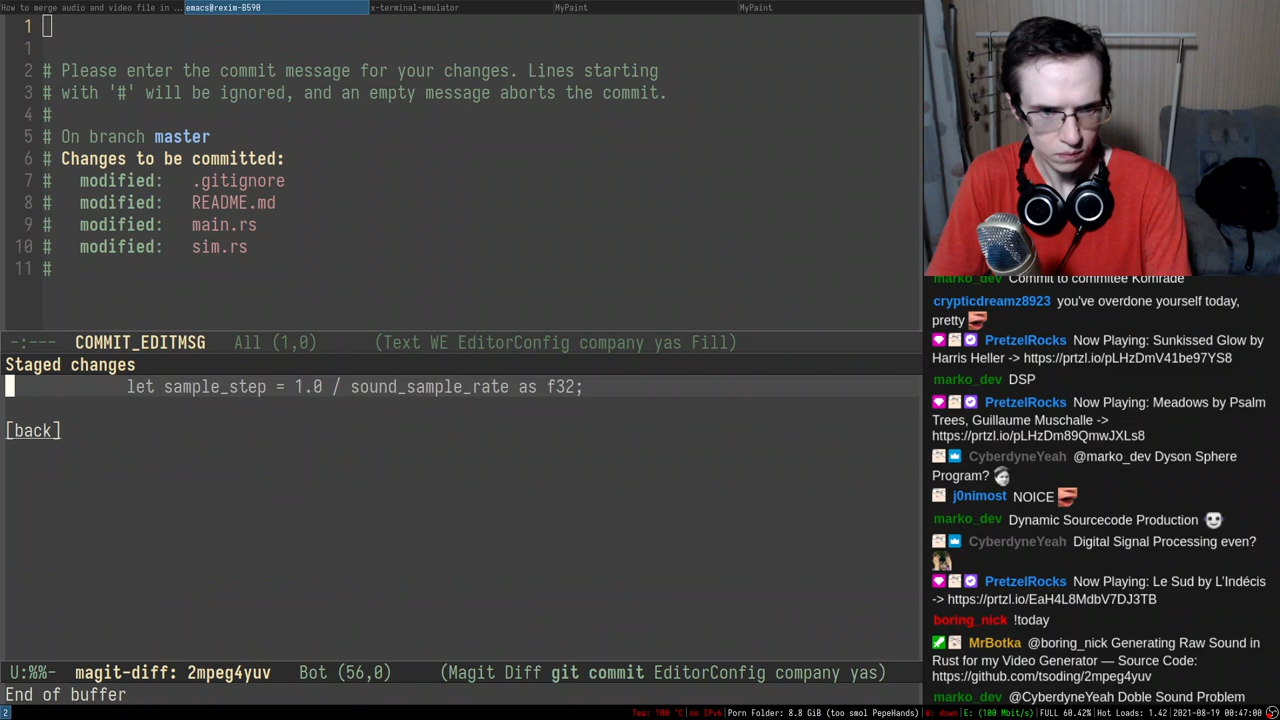 How to merge audio and video file in ...
emacs@rexim-B590
x-terminal-emulator
MyPaint
MyPaint
1
1
2 # Please enter the commit message for your changes. Lines starting
3 # with '#' will be ignored, and an empty message aborts the commit.
4 #
5 # On branch master
6 # Changes to be committed:
7 # modified: .gitignore
8 # modified: README.md
9 # modified: main.rs
10 # modified: sim.rs
11 #
-:--- COMMIT_EDITMSG All (1,0) (Text WE EditorConfig company yas Fill)
Staged changes
let sample_step = 1.0 / sound_sample_rate as f32;
[back]
U:%%- magit-diff: 2mpeg4yuv Bot (56,0) (Magit Diff git commit EditorConfig company yas)
End of buffer
marko_dev Commit to commitee Komrade
crypticdreamz8923 you've overdone yourself today,
pretty
PretzelRocks Now Playing: Sunkissed Glow by
Harris Heller -> https://prtzl.io/pLHzDmV41be97YS8
marko_dev DSP
PretzelRocks Now Playing: Meadows by Psalm
Trees, Guillaume Muschalle ->
https://prtzl.io/pLHzDm89QmwJXLs8
CyberdyneYeah @marko_dev Dyson Sphere
Program?
j0nimost NOICE
marko_dev Dynamic Sourcecode Production
CyberdyneYeah Digital Signal Processing even?
PretzelRocks Now Playing: Le Sud by L'Indécis
-> https://prtzl.io/EaH4L8MdbV7DJ3TB
boring_nick !today
MrBotka @boring_nick Generating Raw Sound in
Rust for my Video Generator — Source Code:
https://github.com/tsoding/2mpeg4yuv
marko_dev @CyberdyneYeah Doble Sound Problem
2
Tea: 100 °C|no IPv6|Porn Folder: 8.8 GiB (too smol PepeHands)|W: down|E: (100 Mbit/s)|FULL 60.42%|Hot Loads: 1.42|2021-08-19 00:47:00